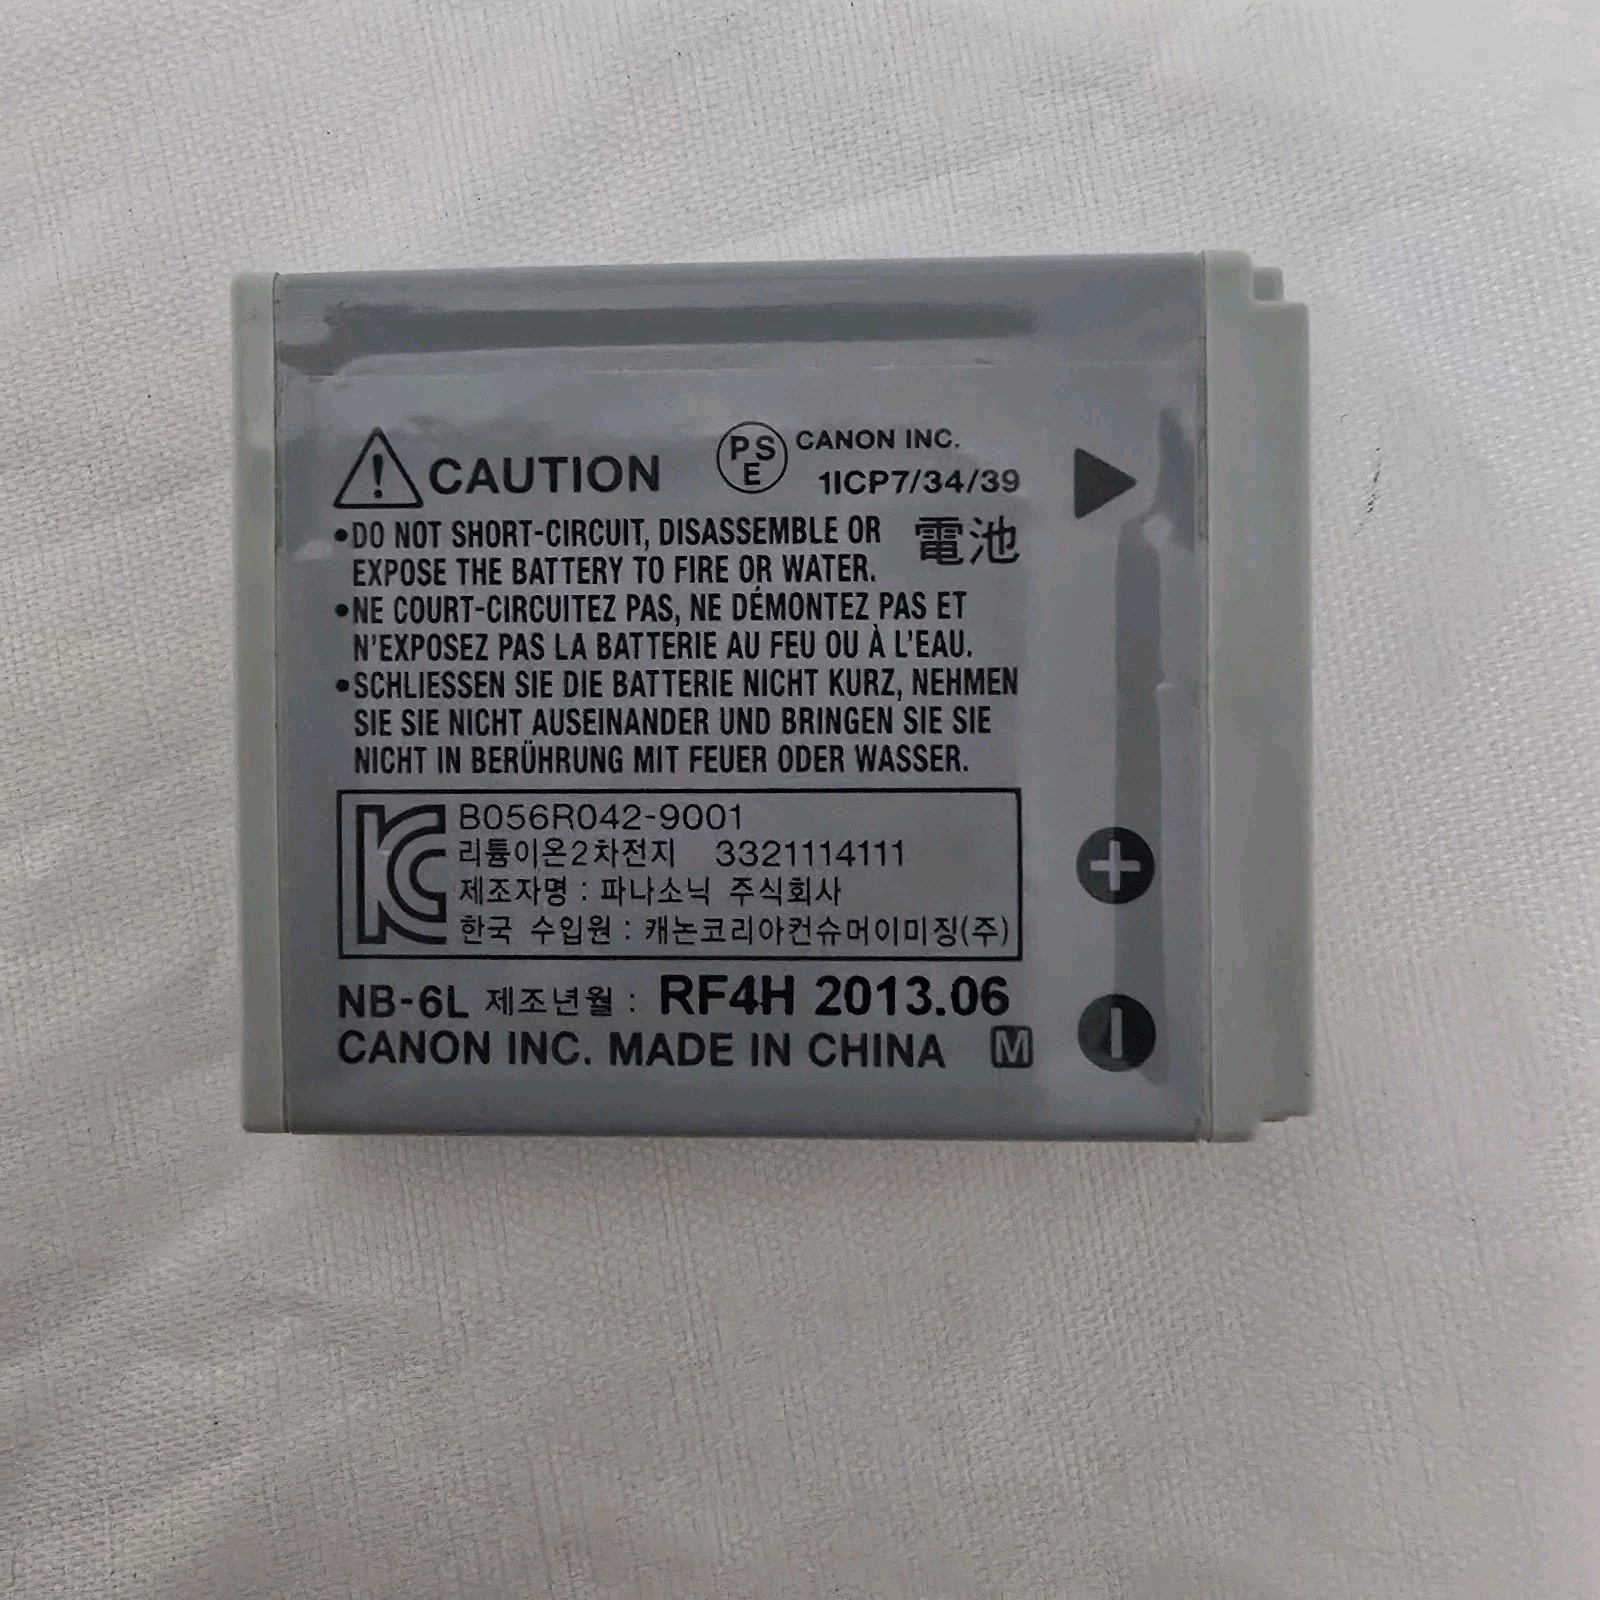 CAUTION
PSE
CANON INC.
1ICP7/34/39
電池
•DO NOT SHORT-CIRCUIT, DISASSEMBLE OR
EXPOSE THE BATTERY TO FIRE OR WATER.
•NE COURT-CIRCUITEZ PAS, NE DÉMONTEZ PAS ET
N'EXPOSEZ PAS LA BATTERIE AU FEU OU À L'EAU.
•SCHLIESSEN SIE DIE BATTERIE NICHT KURZ, NEHMEN
SIE SIE NICHT AUSEINANDER UND BRINGEN SIE SIE
NICHT IN BERÜHRUNG MIT FEUER ODER WASSER.
KC
B056R042-9001
리튬이온2차전지 3321114111
제조자명 : 파나소닉 주식회사
한국 수입원 : 캐논코리아컨슈머이미징(주)
NB-6L 제조년월 : RF4H 2013.06
CANON INC. MADE IN CHINA M